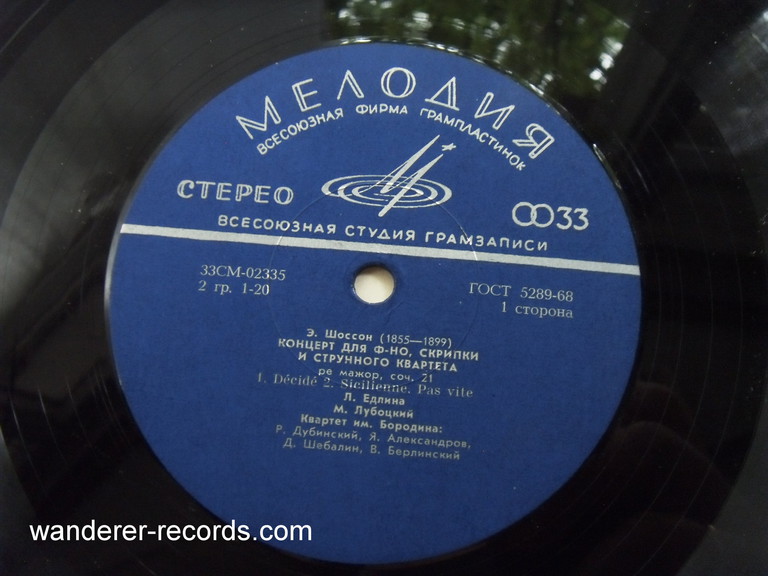 МЕЛОДИЯ
ВСЕСОЮЗНАЯ ФИРМА ГРАМПЛАСТИНОК
СТЕРЕО
33
ВСЕСОЮЗНАЯ СТУДИЯ ГРАМЗАПИСИ
33СМ-02335
ГОСТ 5289-68
2 гр. 1-20
1 сторона
Э. Шоссон (1855—1899)
КОНЦЕРТ ДЛЯ Ф-НО, СКРИПКИ
И СТРУННОГО КВАРТЕТА
ре мажор, соч. 21
1. Décidé 2. Sicilienne. Pas vite
Л. Едлина
М. Лубоцкий
Квартет им. Бородина:
Р. Дубинский, Я. Александров,
Д. Шебалин, В. Берлинский
wanderer-records.com